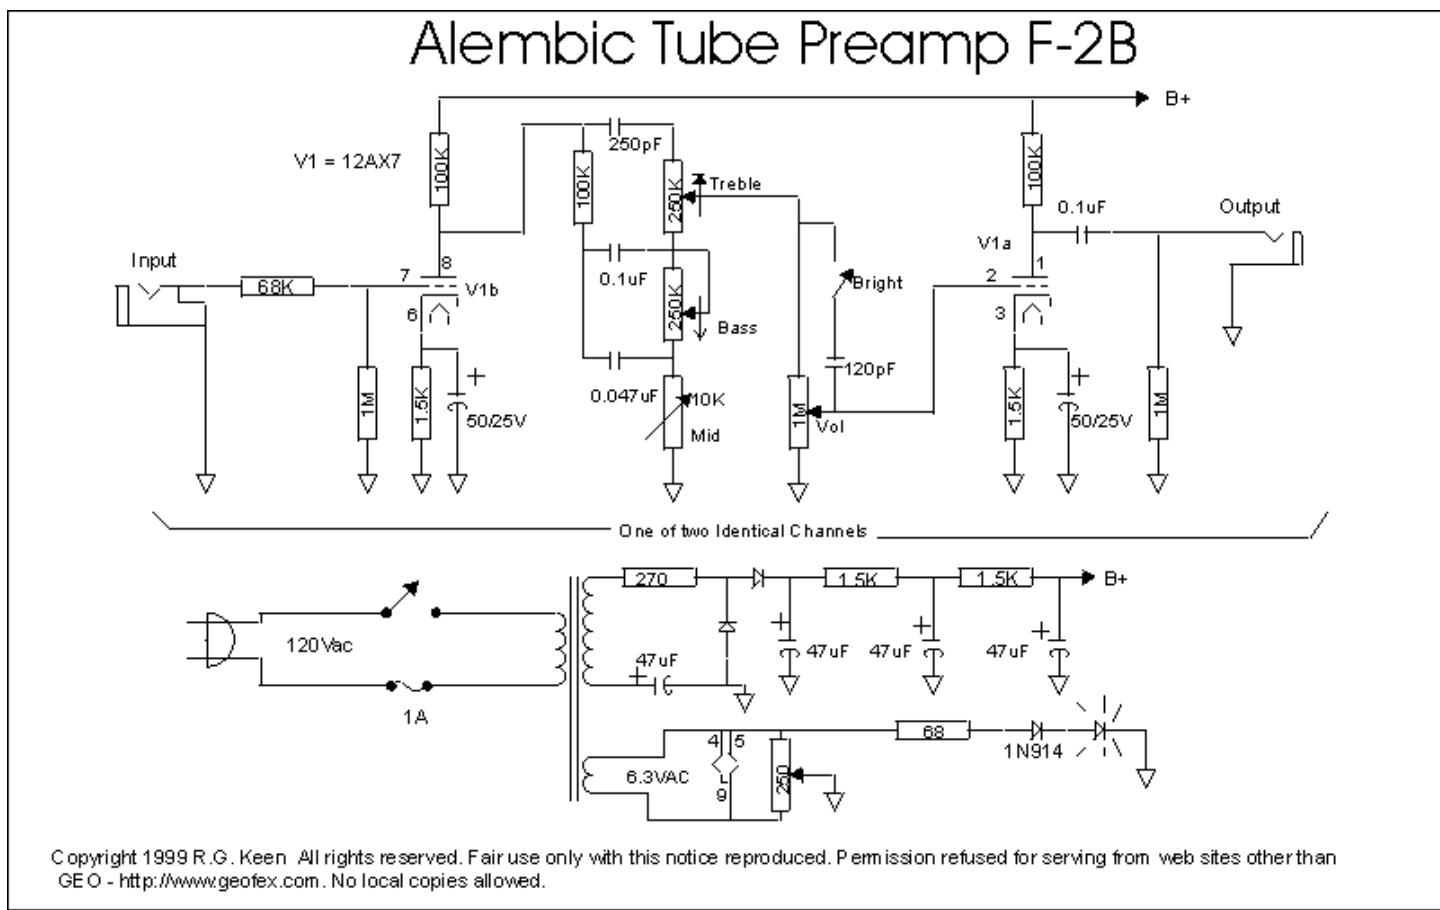 Alembic Tube Preamp F-2B
B+
V1 = 12AX7
100K
250pF
100K
250K
Treble
100K
0.1uF
Output
Input
68K
7
8
V1b
6
0.1uF
250K
Bass
Bright
V1a
1
2
3
1M
1.5K
+
50/25V
0.047uF
10K
Mid
120pF
1M
Vol
1.5K
+
50/25V
1M
One of two Identical Channels
120Vac
1A
270
47uF
+
+
47uF
1.5K
+
47uF
1.5K
+
47uF
B+
6.3VAC
4
5
9
250
68
1N914
Copyright 1999 R.G. Keen All rights reserved. Fair use only with this notice reproduced. Permission refused for serving from web sites other than
GEO - http://www.geofex.com. No local copies allowed.